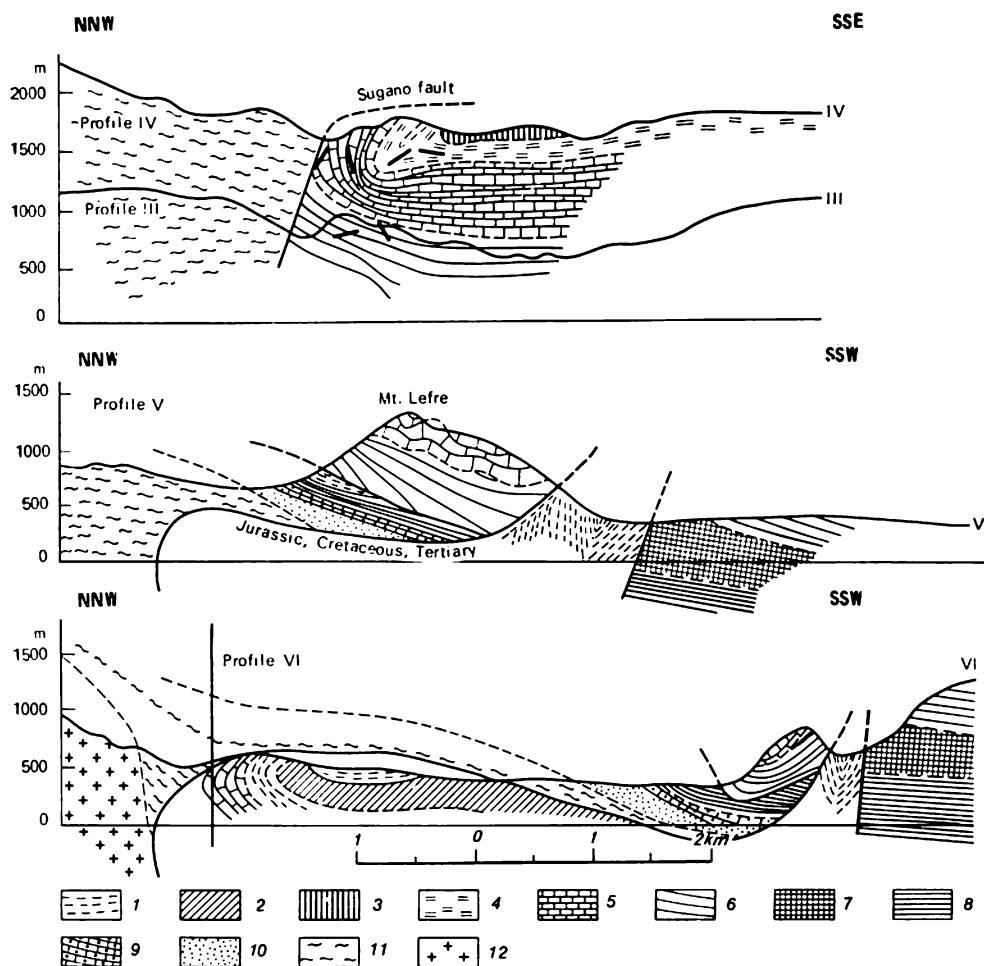 NNW SSE
m
2000
Sugano fault
Profile IV IV
1500
1000
Profile III III
500
0
NNW SSW
m
1500
Profile V Mt. Lefre
1000
500
V
Jurassic, Cretaceous, Tertiary
0
NNW SSW
m
1500
Profile VI VI
1000
500
0
1 0 1 2km
1 2 3 4 5 6 7 8
9 10 11 12